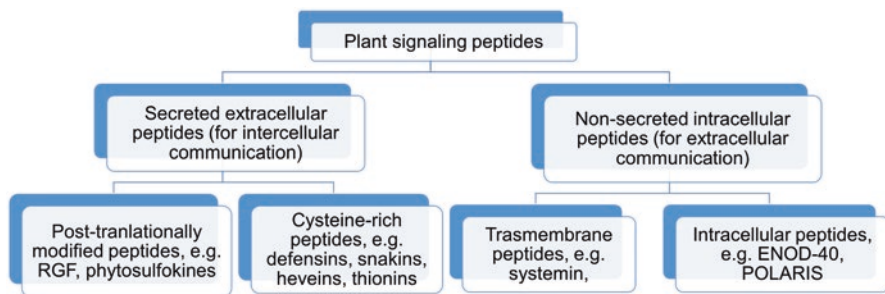 Plant signaling peptides
Secreted extracellular
peptides (for intercellular
communication)
Non-secreted intracellular
peptides (for extracellular
communication)
Post-tranlationally
modified peptides, e.g.
RGF, phytosulfokines
Cysteine-rich
peptides, e.g.
defensins, snakins,
heveins, thionins
Trasmembrane
peptides, e.g.
systemin,
Intracellular peptides,
e.g. ENOD-40,
POLARIS